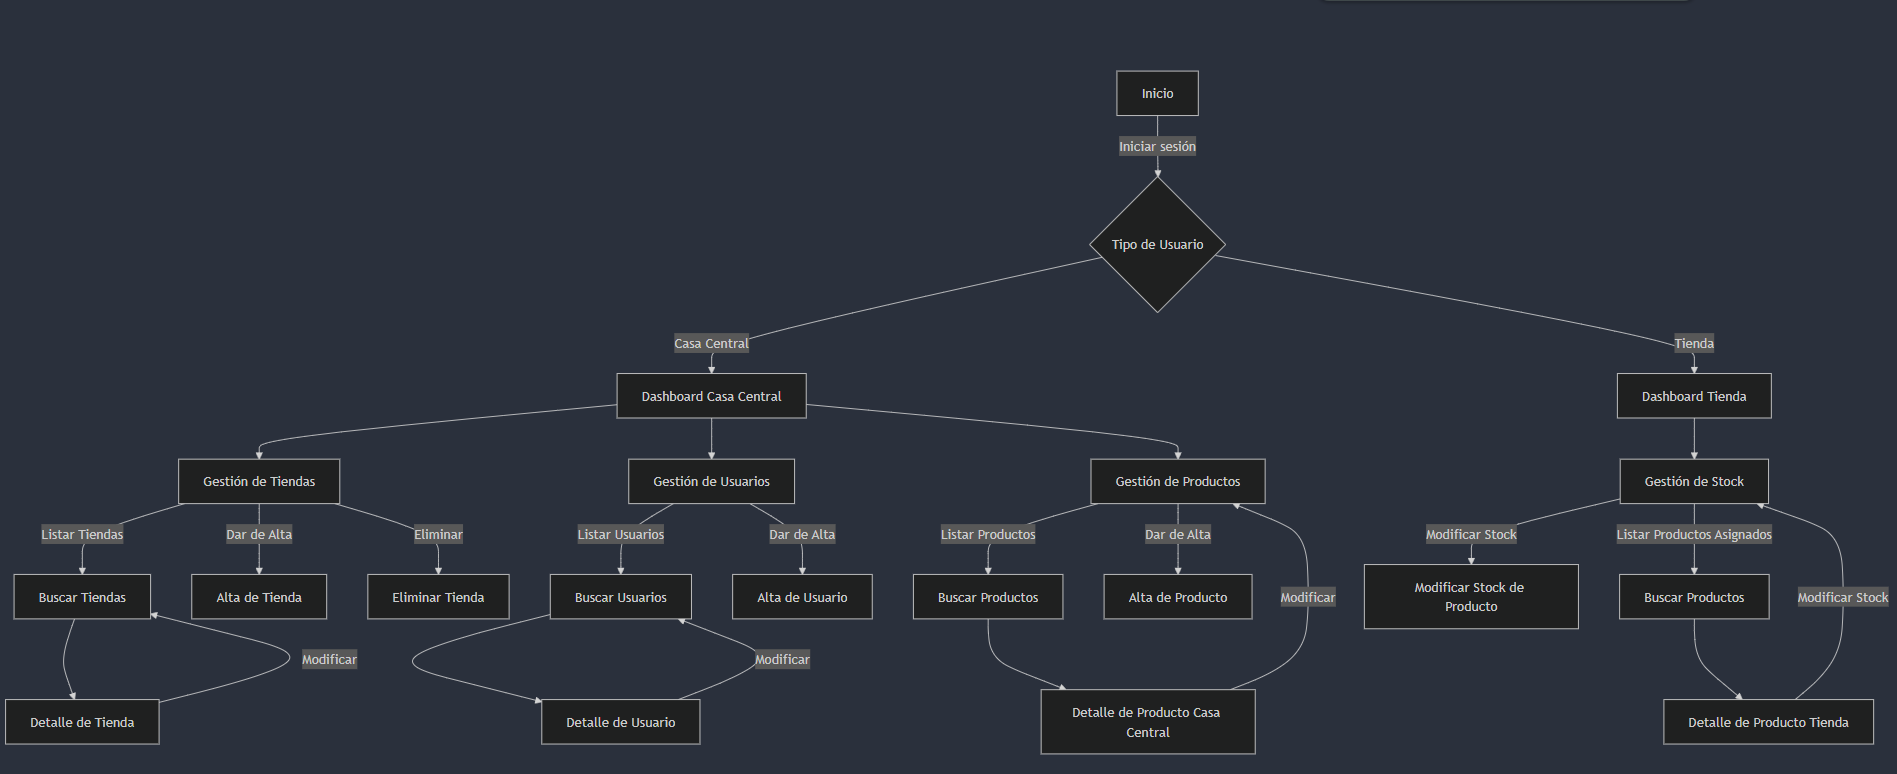 Inicio
Iniciar sesión
Tipo de Usuario
Casa Central
Tienda
Dashboard Casa Central
Dashboard Tienda
Gestión de Tiendas
Gestión de Usuarios
Gestión de Productos
Gestión de Stock
Listar Tiendas
Dar de Alta
Eliminar
Listar Usuarios
Dar de Alta
Listar Productos
Dar de Alta
Modificar Stock
Listar Productos Asignados
Buscar Tiendas
Alta de Tienda
Eliminar Tienda
Buscar Usuarios
Alta de Usuario
Buscar Productos
Alta de Producto
Modificar
Modificar Stock de
Producto
Buscar Productos
Modificar Stock
Modificar
Modificar
Detalle de Tienda
Detalle de Usuario
Detalle de Producto Casa
Central
Detalle de Producto Tienda